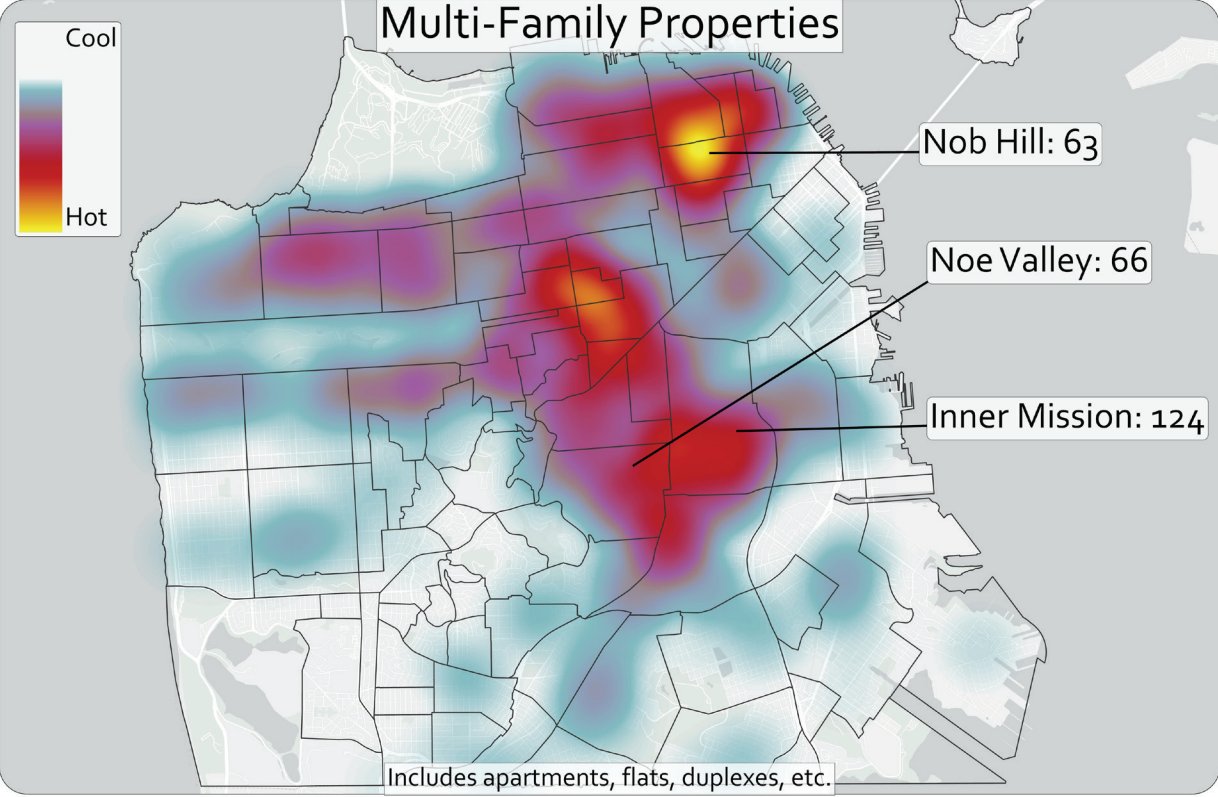 Multi-Family Properties
Cool
Hot
Nob Hill: 63
Noe Valley: 66
Inner Mission: 124
Includes apartments, flats, duplexes, etc.